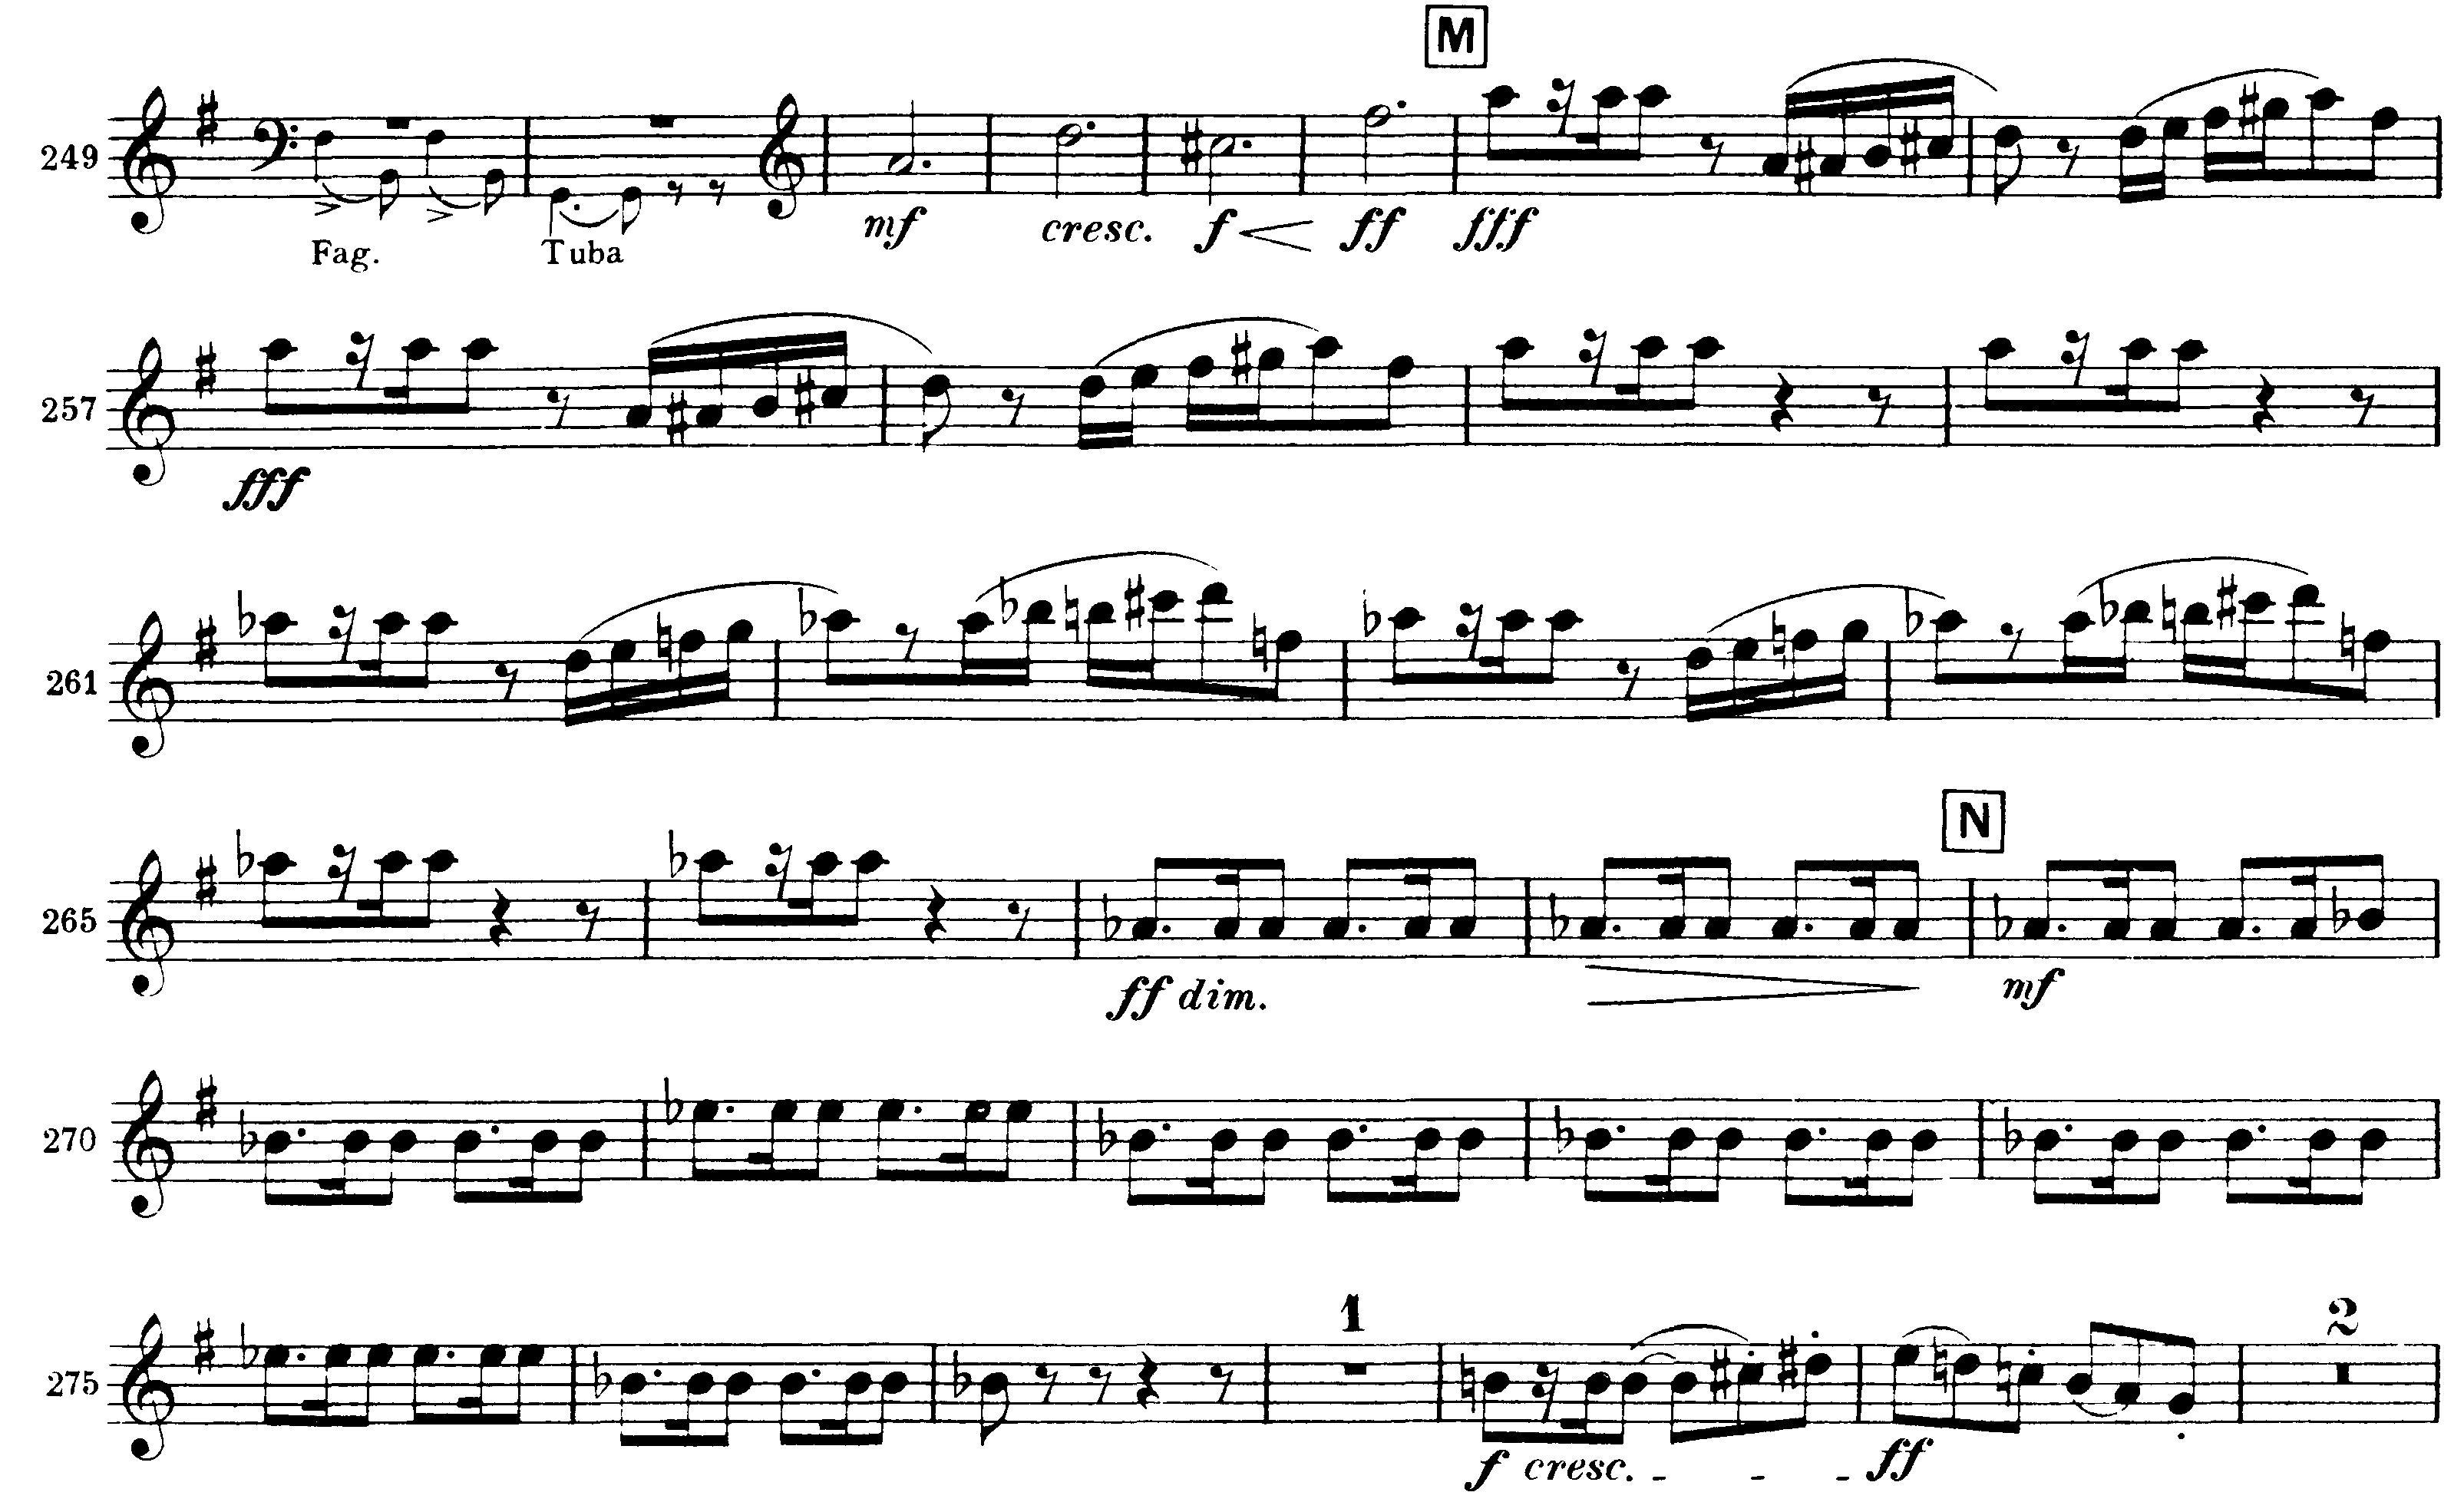 M
249
mf cresc. f ff fff
Fag. Tuba
257
fff
261
N
265
ff dim. mf
270
1 2
275
f cresc. - - - ff